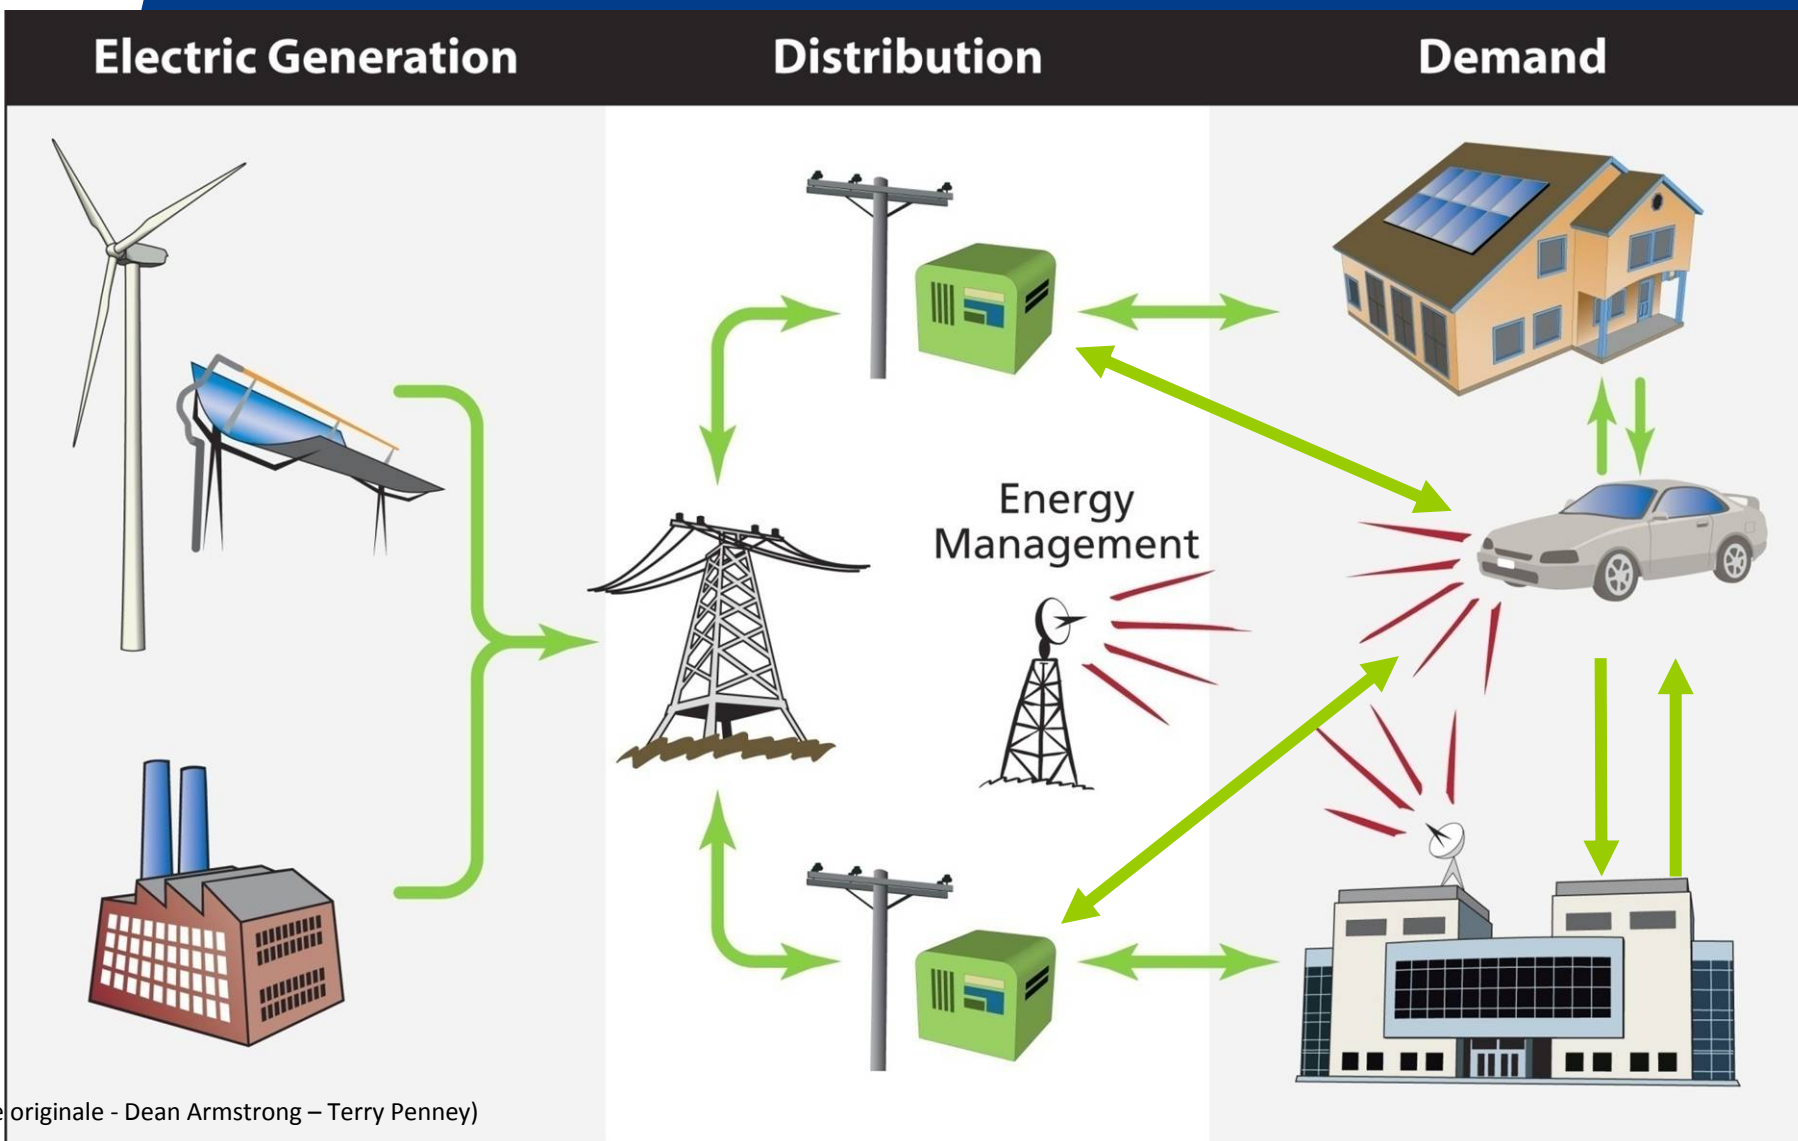 Electric Generation
Distribution
Demand
Energy
Management
originale - Dean Armstrong – Terry Penney)